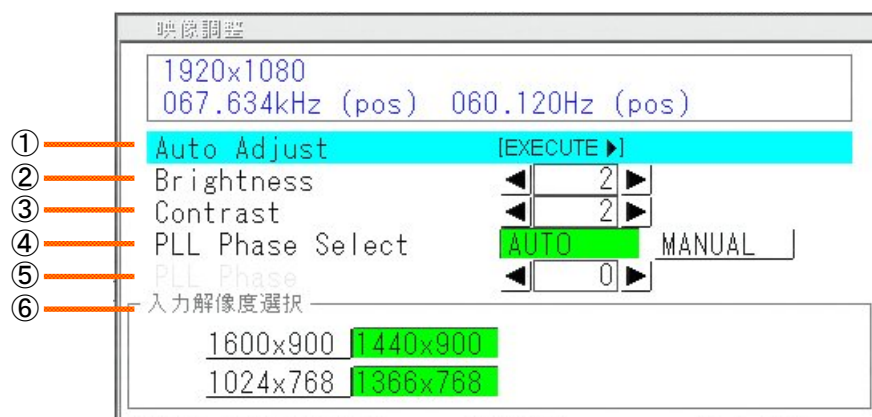 映像調整
1920x1080
067.634kHz (pos) 060.120Hz (pos)
① Auto Adjust [EXECUTE ▶]
② Brightness ◀ 2 ▶
③ Contrast ◀ 2 ▶
④ PLL Phase Select AUTO MANUAL
⑤ PLL Phase ◀ 0 ▶
⑥ 入力解像度選択
1600x900 1440x900
1024x768 1366x768